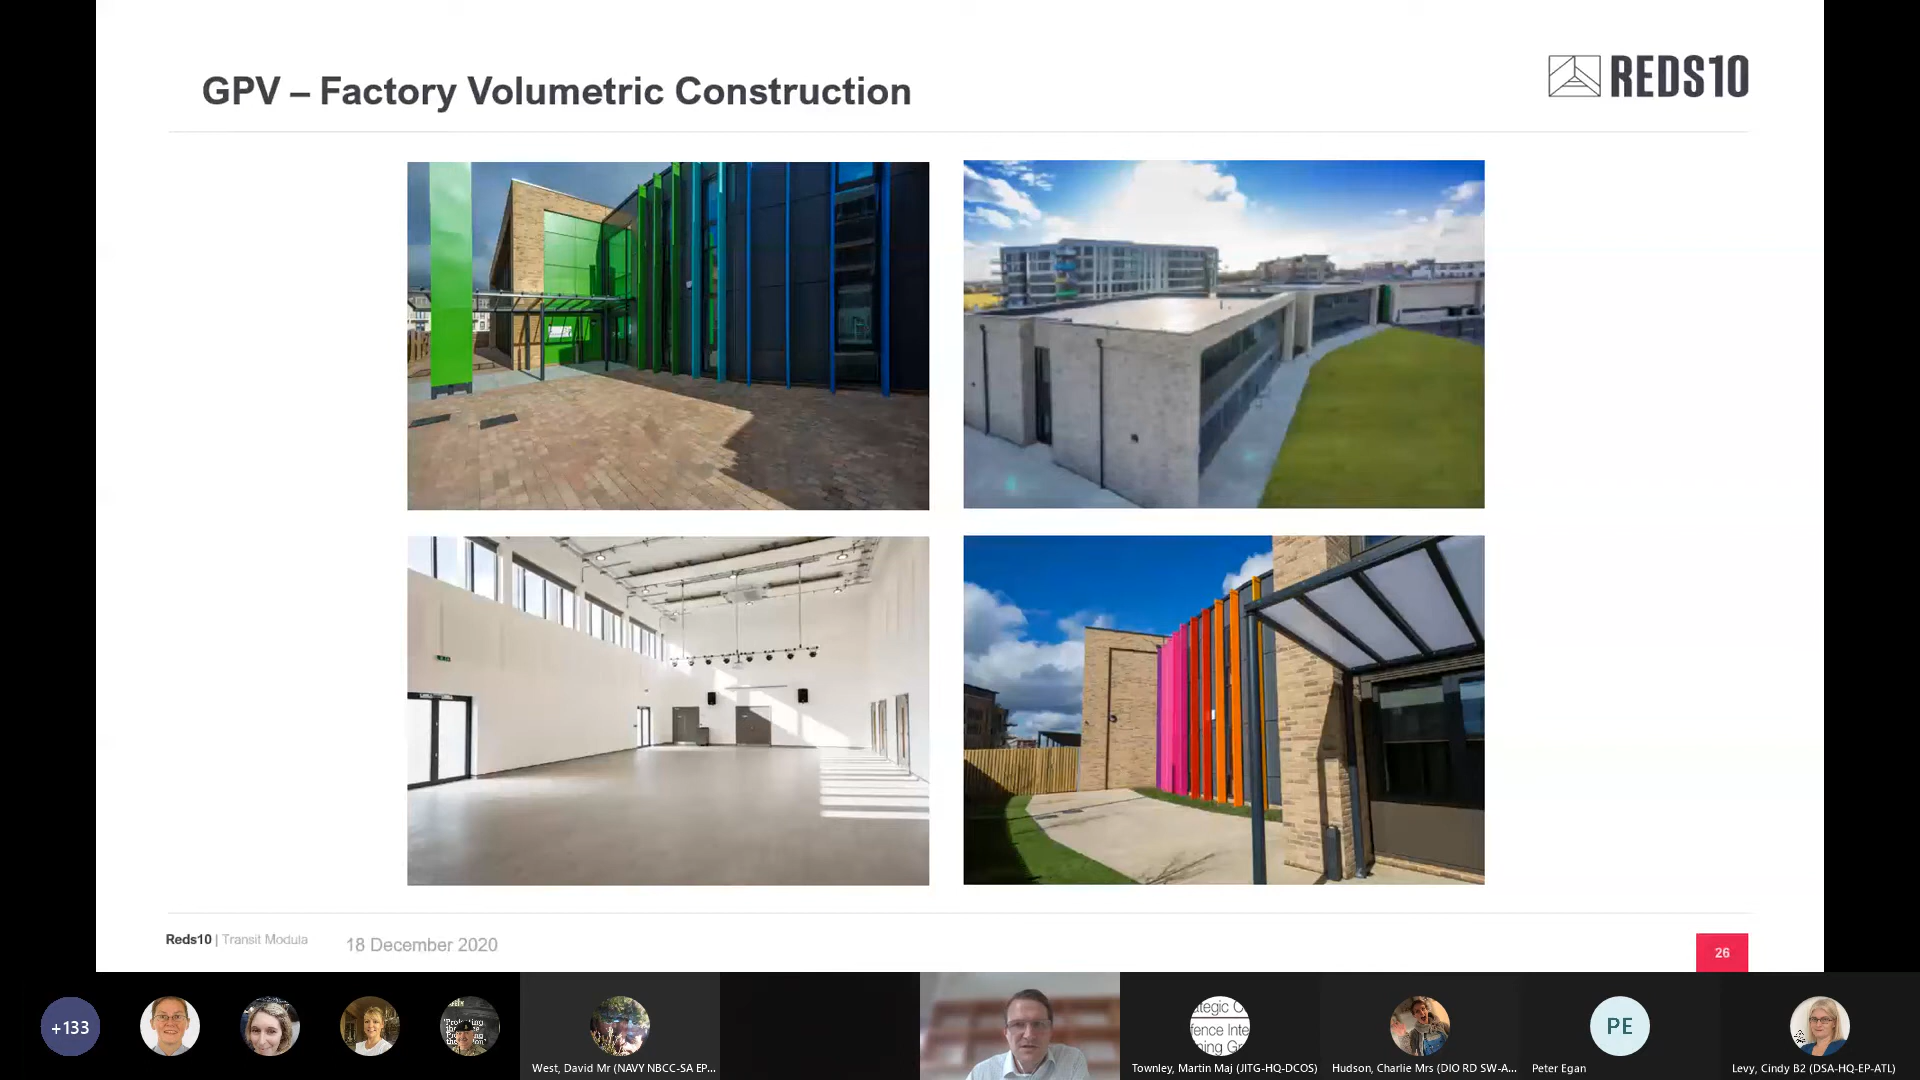 GPV – Factory Volumetric Construction
REDS10
Reds10 | Transit Modula
18 December 2020
26
+133
West, David Mr (NAVY NBCC-SA EP...
Townley, Martin Maj (JITG-HQ-DCOS)
Hudson, Charlie Mrs (DIO RD SW-A...
PE
Peter Egan
Levy, Cindy B2 (DSA-HQ-EP-ATL)